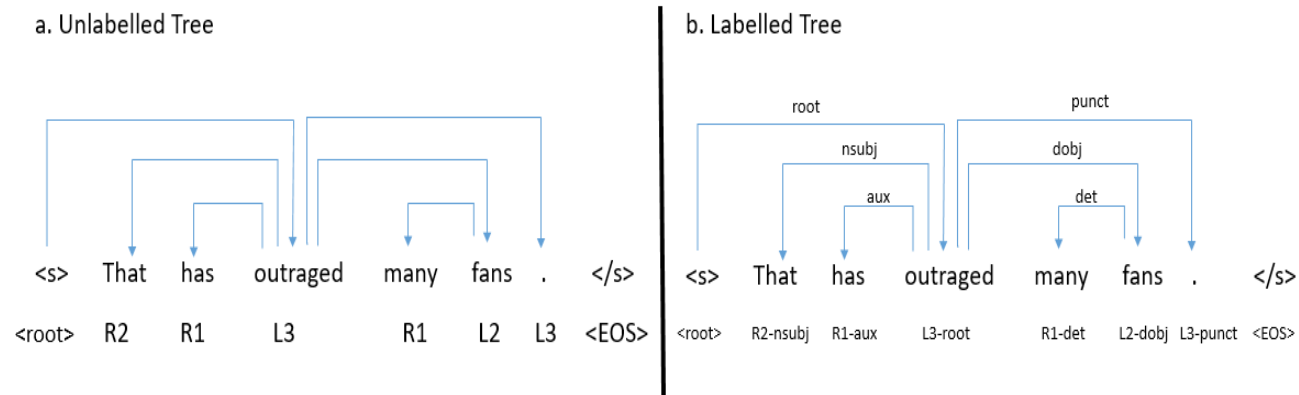 a. Unlabelled Tree
<s> That has outraged many fans . </s>
<root> R2 R1 L3 R1 L2 L3 <EOS>
b. Labelled Tree
root punct
nsubj dobj
aux det
<s> That has outraged many fans . </s>
<root> R2-nsubj R1-aux L3-root R1-det L2-dobj L3-punct <EOS>